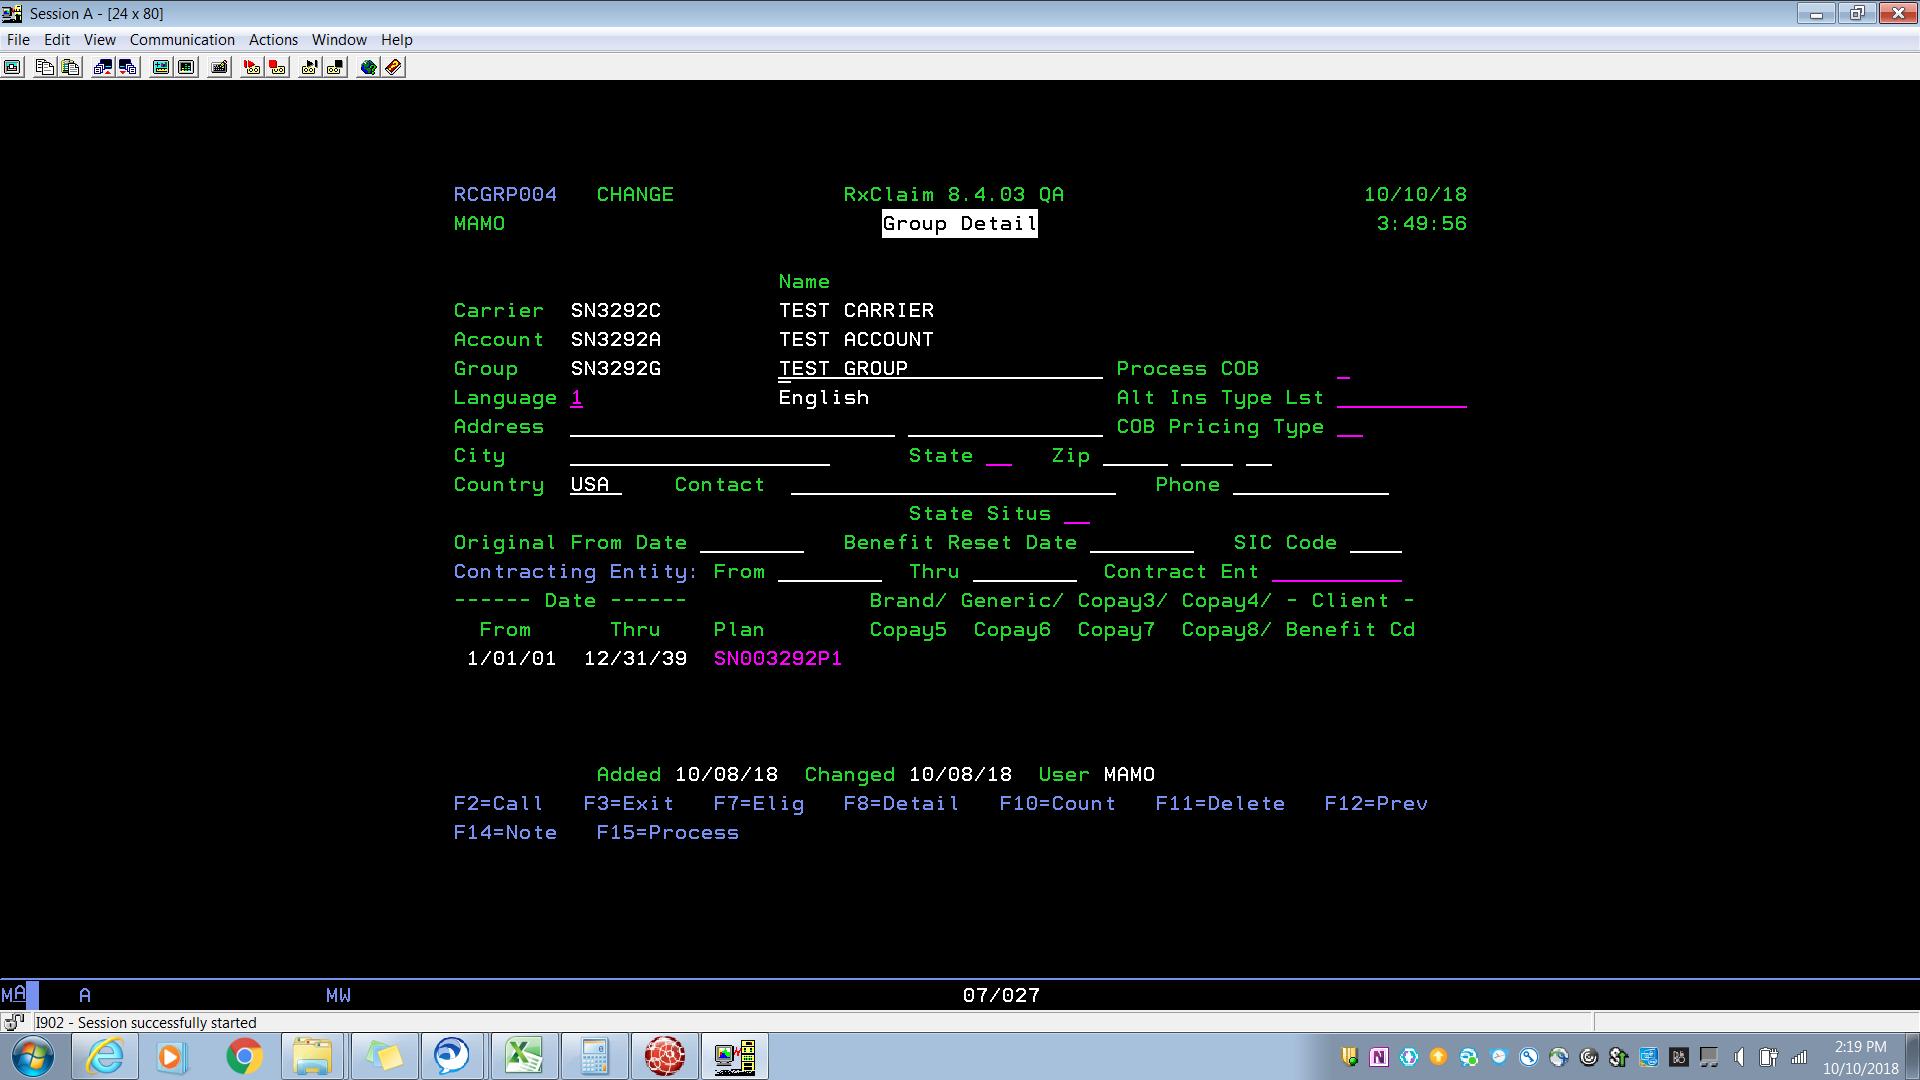 Session A - [24 x 80]
File Edit View Communication Actions Window Help
RCGRP004 CHANGE RxClaim 8.4.03 QA 10/10/18
MAMO Group Detail 3:49:56
Name
Carrier SN3292C TEST CARRIER
Account SN3292A TEST ACCOUNT
Group SN3292G TEST GROUP Process COB _
Language 1 English Alt Ins Type Lst
Address COB Pricing Type
City State Zip
Country USA Contact Phone
State Situs
Original From Date Benefit Reset Date SIC Code
Contracting Entity: From Thru Contract Ent
------ Date ------ Brand/ Generic/ Copay3/ Copay4/ - Client -
From Thru Plan Copay5 Copay6 Copay7 Copay8/ Benefit Cd
1/01/01 12/31/39 SN003292P1
Added 10/08/18 Changed 10/08/18 User MAMO
F2=Call F3=Exit F7=Elig F8=Detail F10=Count F11=Delete F12=Prev
F14=Note F15=Process
MA A MW 07/027
I902 - Session successfully started
2:19 PM
10/10/2018